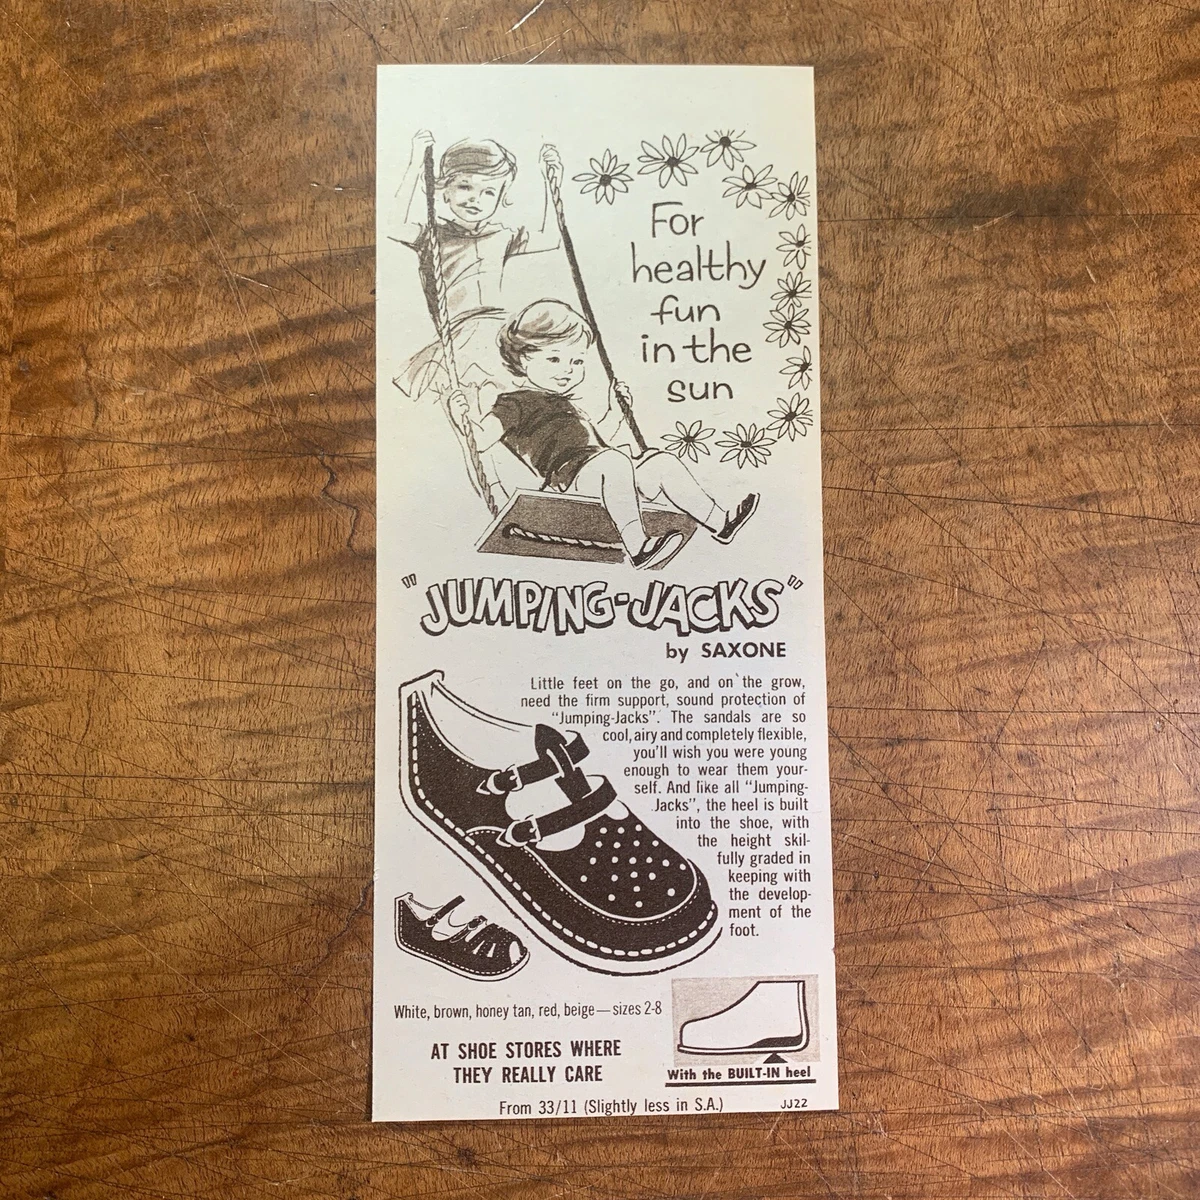 For
healthy
fun
in the
sun
"JUMPING-JACKS"
by SAXONE
Little feet on the go, and on the grow,
need the firm support, sound protection of
"Jumping-Jacks". The sandals are so
cool, airy and completely flexible,
you'll wish you were young
enough to wear them your-
self. And like all "Jumping-
Jacks", the heel is built
into the shoe, with
the height skil-
fully graded in
keeping with
the develop-
ment of the
foot.
White, brown, honey tan, red, beige—sizes 2-8
AT SHOE STORES WHERE
THEY REALLY CARE
With the BUILT-IN heel
From 33/11 (Slightly less in S.A.)
JJ22